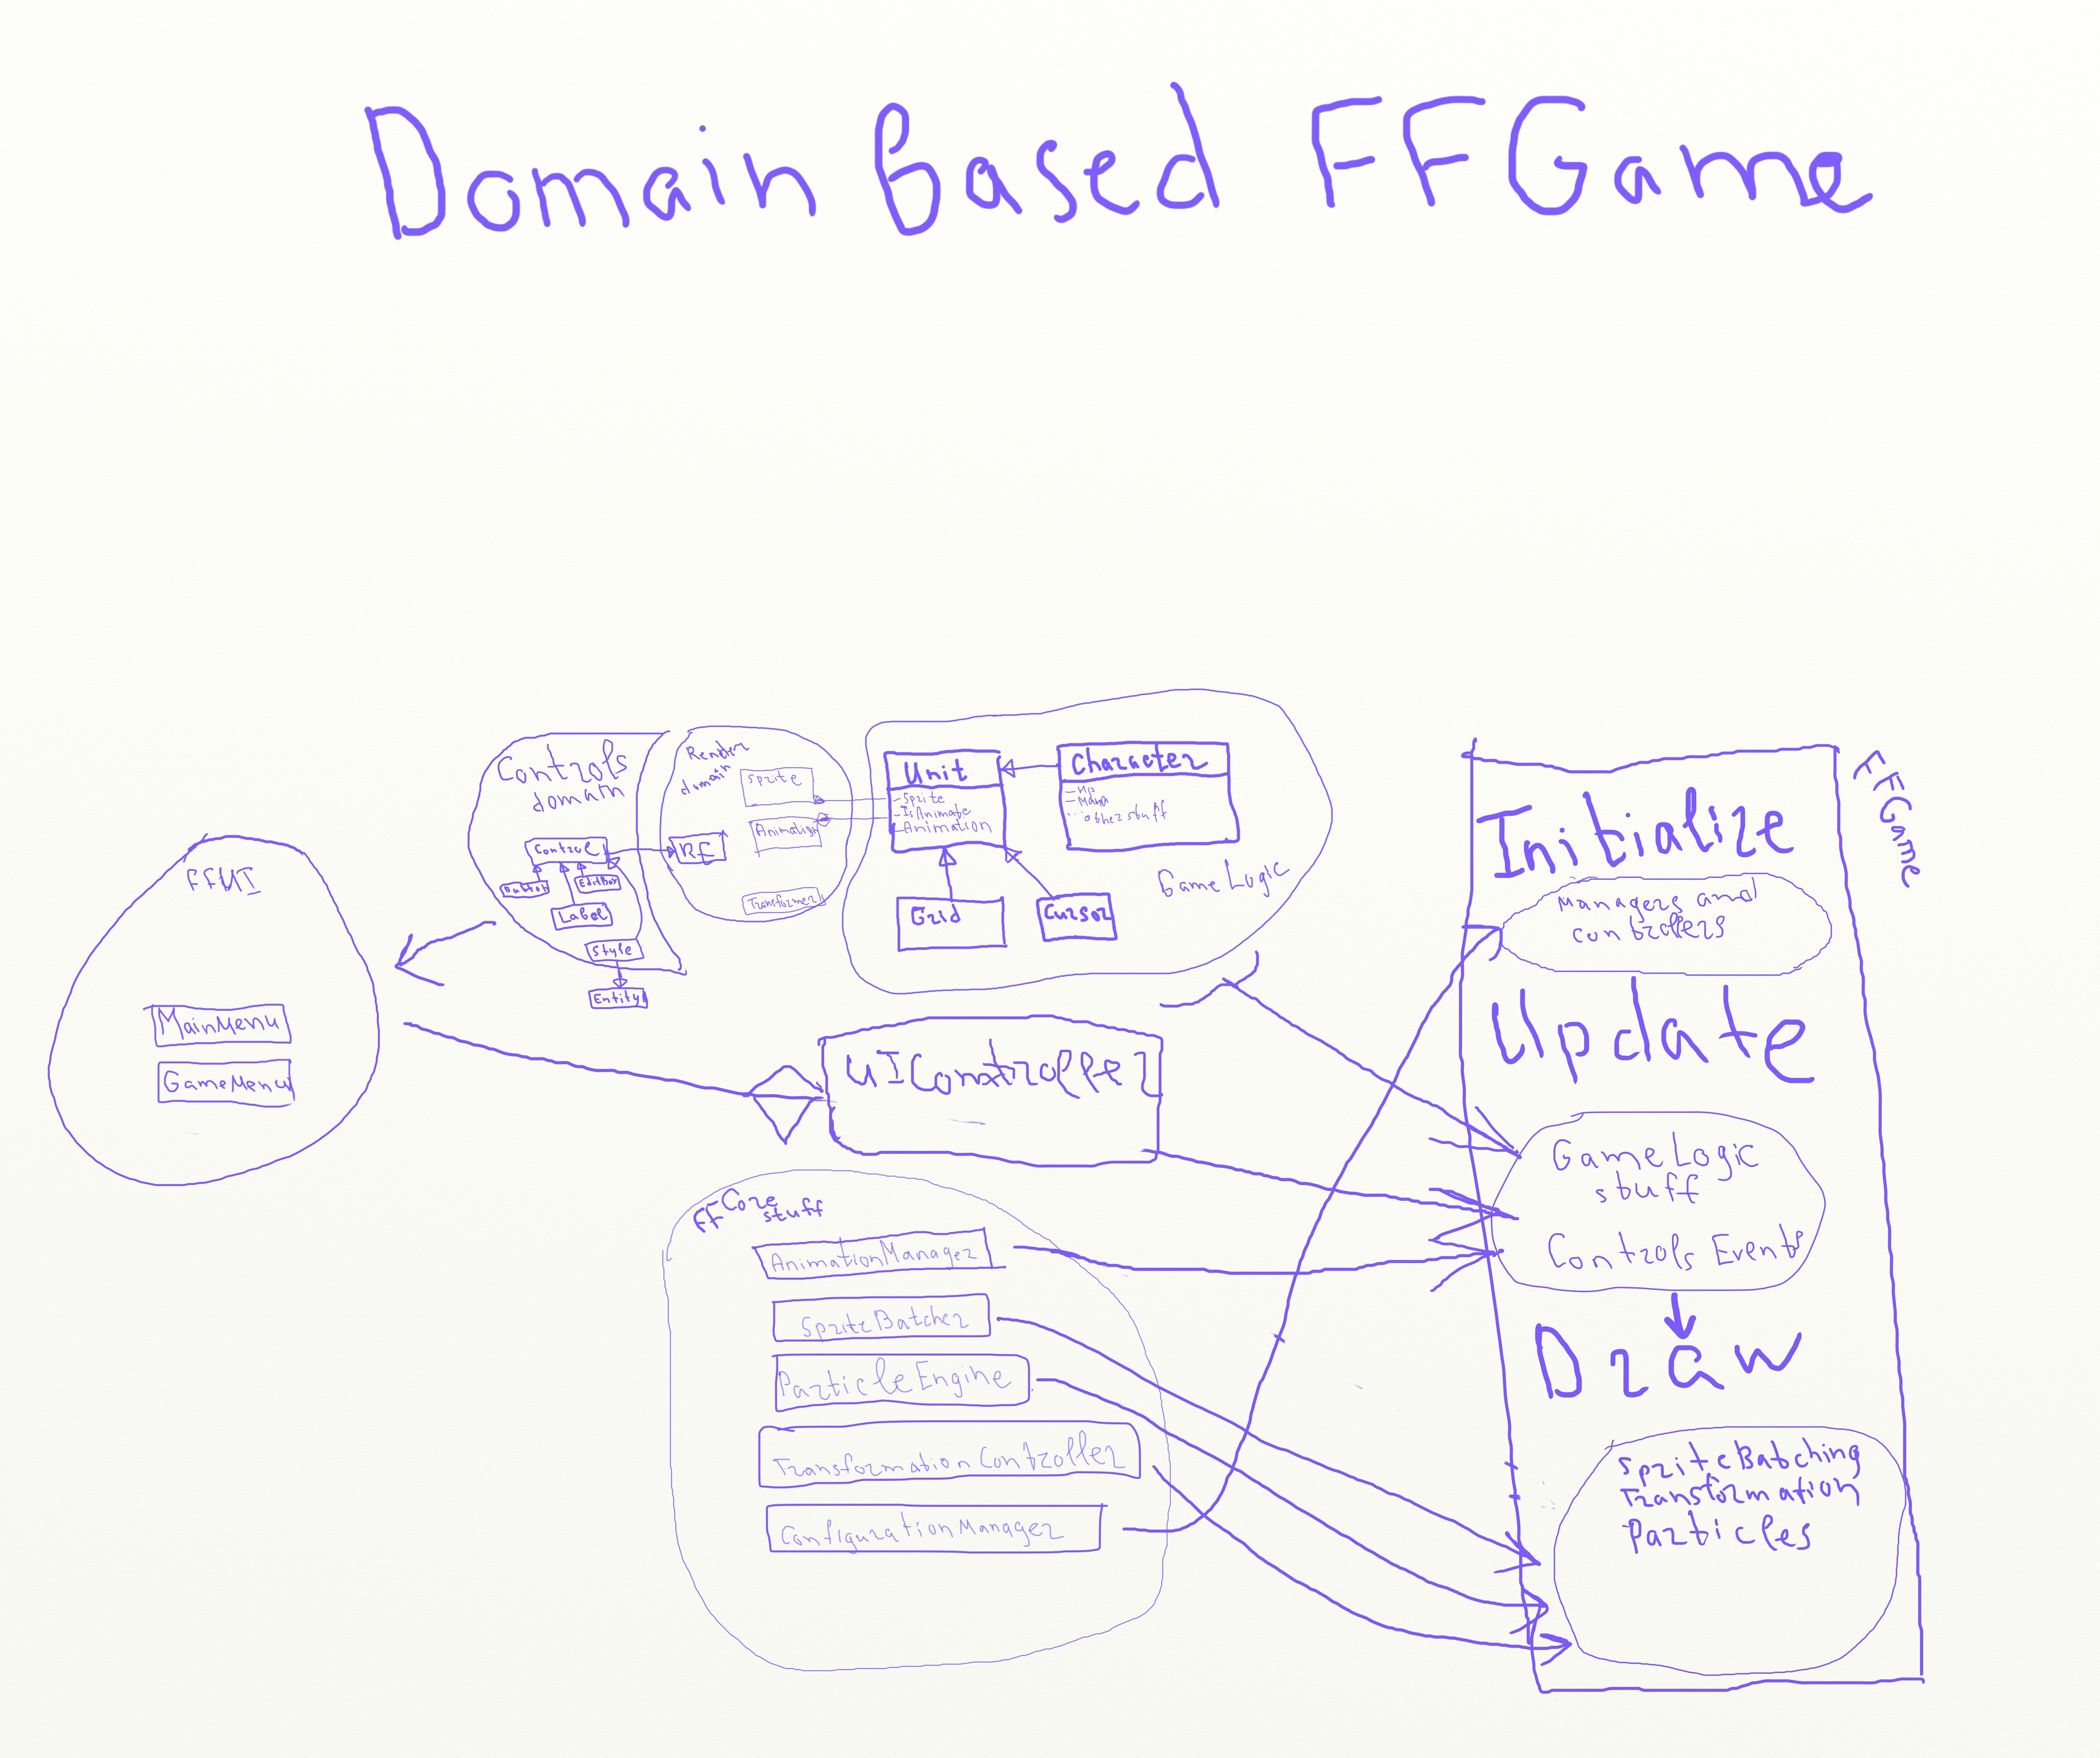 Domain Based FFGame
Controls
domain
Control
Button
EditBox
Label
Style
Entity
Render
domain
Sprite
Animation
RE
Transformer
Unit
-Sprite
-IsAnimate
-Animation
Character
-Hp
-Mana
...other stuff
Grid
Cursor
GameLogic
FFUI
MainMenu
GameMenu
UIController
FFCore
stuff
AnimationManager
SpriteBatcher
ParticleEngine
TransformationController
ConfigurationManager
FFGame
Initialize
Managers and
controllers
Update
GameLogic
stuff
Controls Events
Draw
SpriteBatching
Transformation
Particles